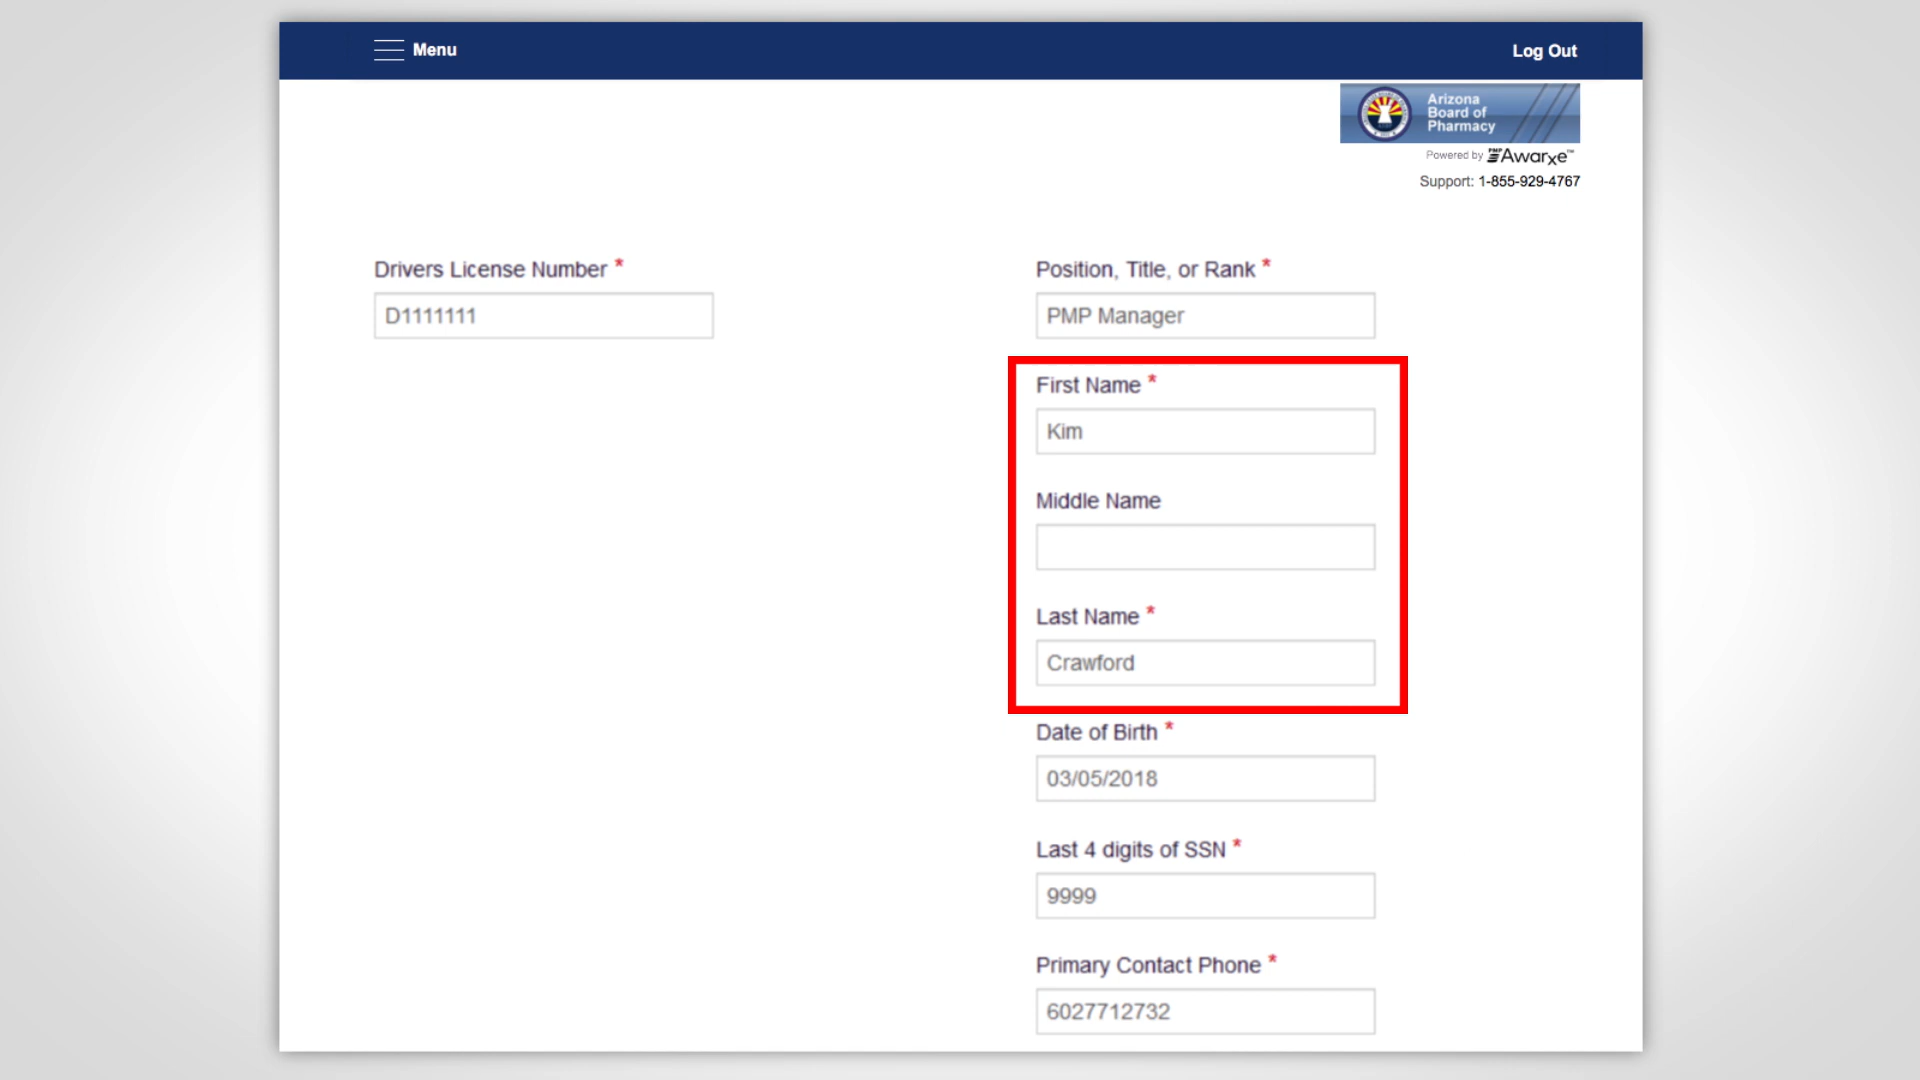 Menu
Log Out
Arizona
Board of
Pharmacy
Powered by PMP Awarxe™
Support: 1-855-929-4767
Drivers License Number *
D1111111
Position, Title, or Rank *
PMP Manager
First Name *
Kim
Middle Name
Last Name *
Crawford
Date of Birth *
03/05/2018
Last 4 digits of SSN *
9999
Primary Contact Phone *
6027712732